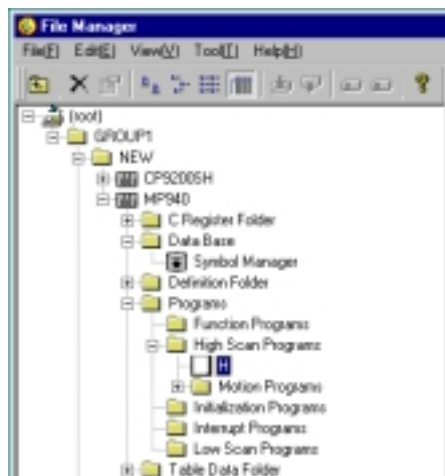 File Manager
File(F) Edit(E) View(V) Tool(T) Help(H)
(root)
GROUP1
NEW
CP9200SH
MP940
C Register Folder
Data Base
Symbol Manager
Definition Folder
Programs
Function Programs
High Scan Programs
H
Motion Programs
Initialization Programs
Interrupt Programs
Low Scan Programs
Table Data Folder